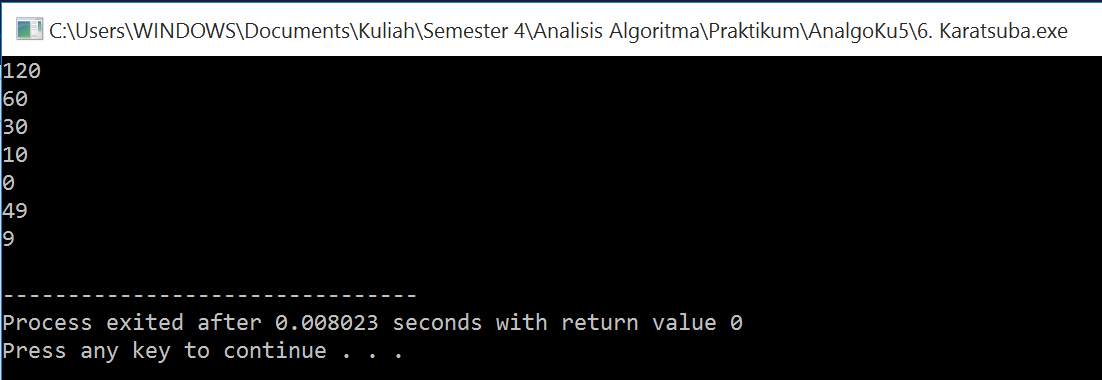 C:\Users\WINDOWS\Documents\Kuliah\Semester 4\Analisis Algoritma\Praktikum\AnalgoKu5\6. Karatsuba.exe
120
60
30
10
0
49
9
--------------------------------
Process exited after 0.008023 seconds with return value 0
Press any key to continue . . .